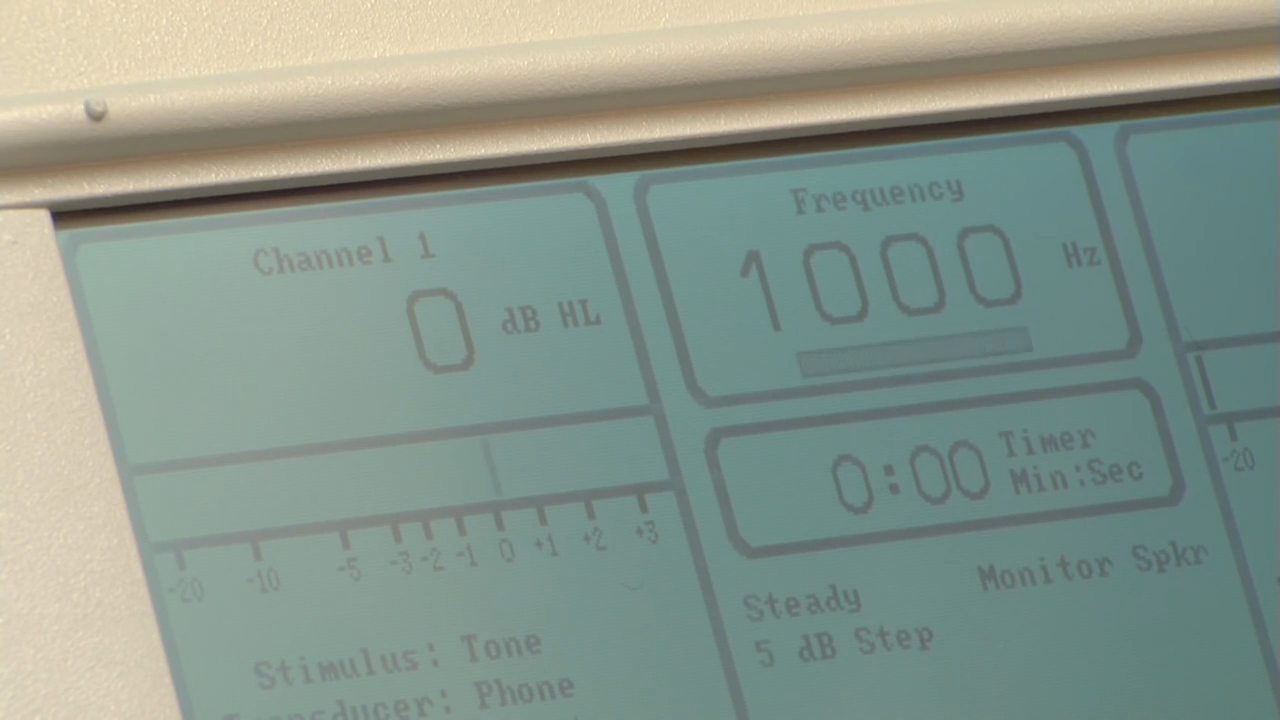 Channel 1
0 dB HL
-20 -10 -5 -3 -2 -1 0 +1 +2 +3
Stimulus: Tone
Transducer: Phone
Frequency
1000 Hz
0:00 Timer
Min:Sec
Steady
Monitor Spkr
5 dB Step
-20